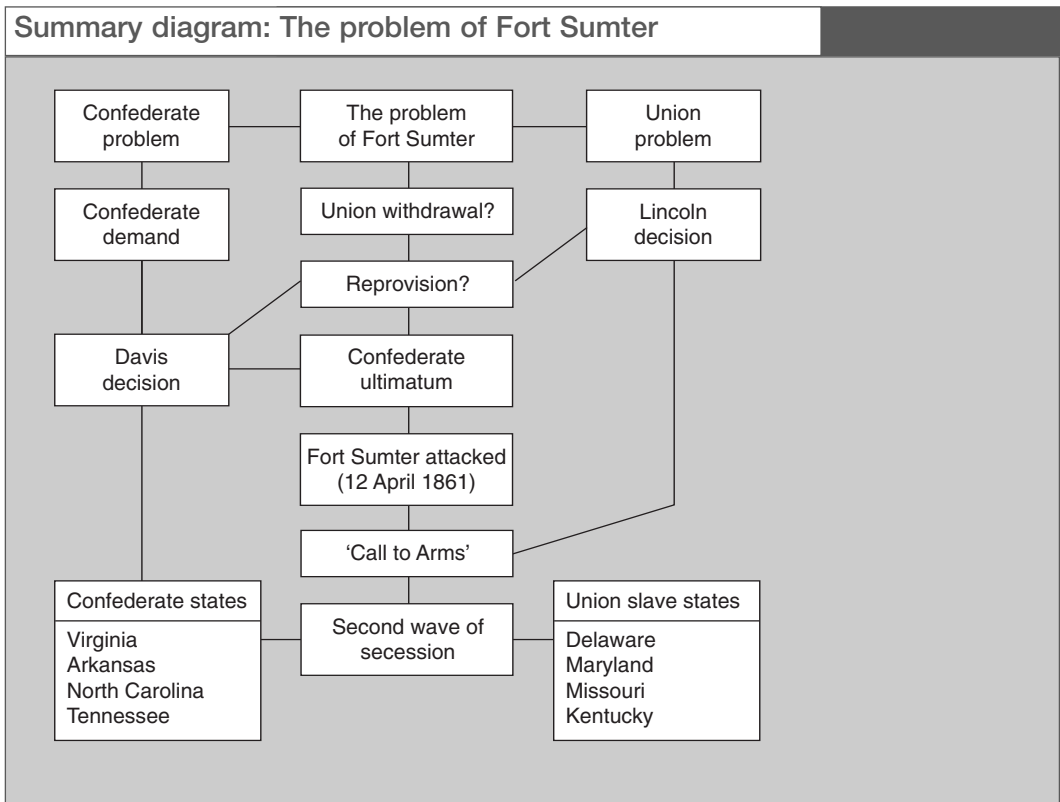 Summary diagram: The problem of Fort Sumter
Confederate
problem
The problem
of Fort Sumter
Union
problem
Confederate
demand
Union withdrawal?
Lincoln
decision
Reprovision?
Davis
decision
Confederate
ultimatum
Fort Sumter attacked
(12 April 1861)
‘Call to Arms’
Confederate states
Virginia
Arkansas
North Carolina
Tennessee
Second wave of
secession
Union slave states
Delaware
Maryland
Missouri
Kentucky